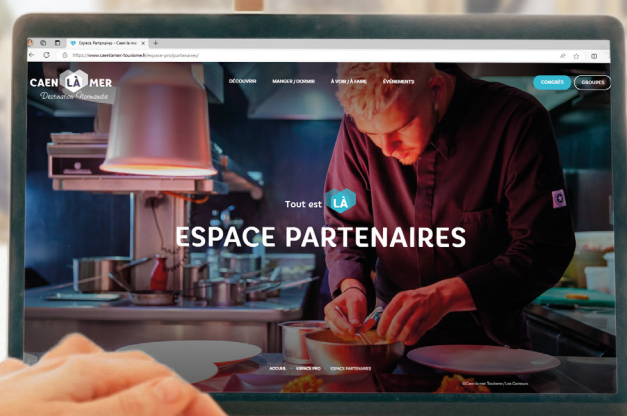 Espace Partenaires - Caen la mer
https://www.caenlamer-tourisme.fr/espace-pro/partenaires/
CAEN LÀ MER
Destination Normandie
DÉCOUVRIR MANGER / DORMIR À VOIR / À FAIRE ÉVÉNEMENTS
CONGRÈS GROUPES
Tout est LÀ
ESPACE PARTENAIRES
ACCUEIL ESPACE PRO ESPACE PARTENAIRES
©Caen la mer Tourisme / Les Conteurs